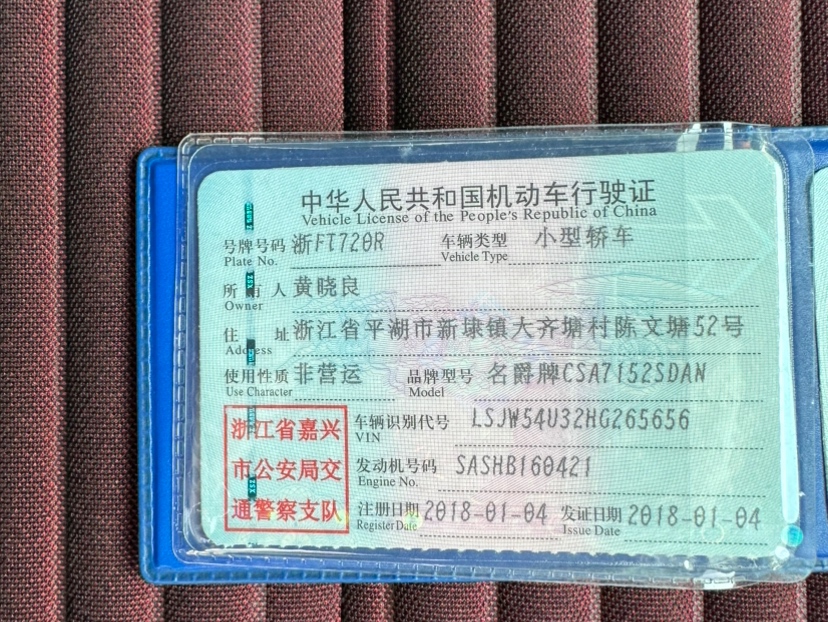 中华人民共和国机动车行驶证
Vehicle License of the People's Republic of China
号牌号码 浙FT720R 车辆类型 小型轿车
Plate No. Vehicle Type
所有人 黄晓良
Owner
住址 浙江省平湖市新埭镇大齐塘村陈文塘52号
Address
使用性质 非营运 品牌型号 名爵牌CSA7152SDAN
Use Character Model
浙江省嘉兴
市公安局交
通警察支队
车辆识别代号 LSJW54U32HG265656
VIN
发动机号码 SASHB160421
Engine No.
注册日期 2018-01-04 发证日期 2018-01-04
Register Date Issue Date